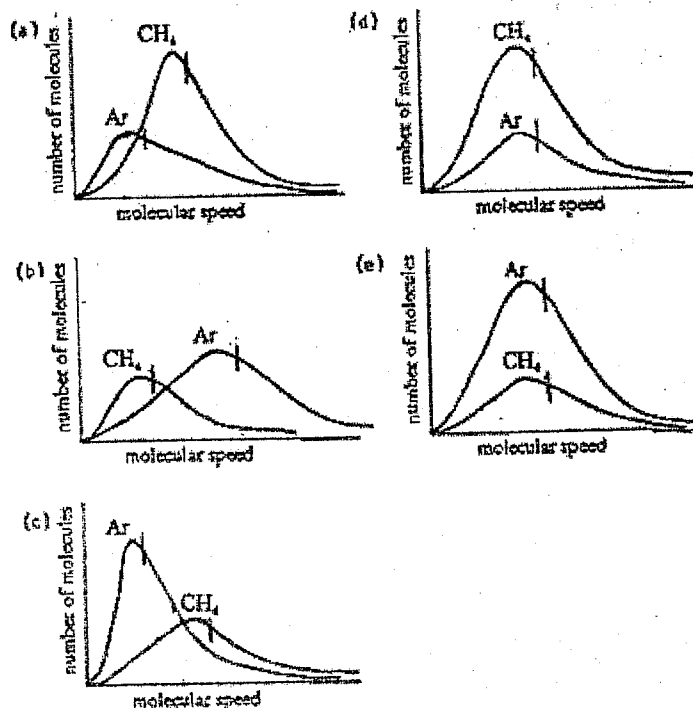 (a)
number of molecules
CH₄
Ar
molecular speed
(b)
number of molecules
CH₄
Ar
molecular speed
(c)
number of molecules
Ar
CH₄
molecular speed
(d)
number of molecules
CH₄
Ar
molecular speed
(e)
number of molecules
Ar
CH₄
molecular speed